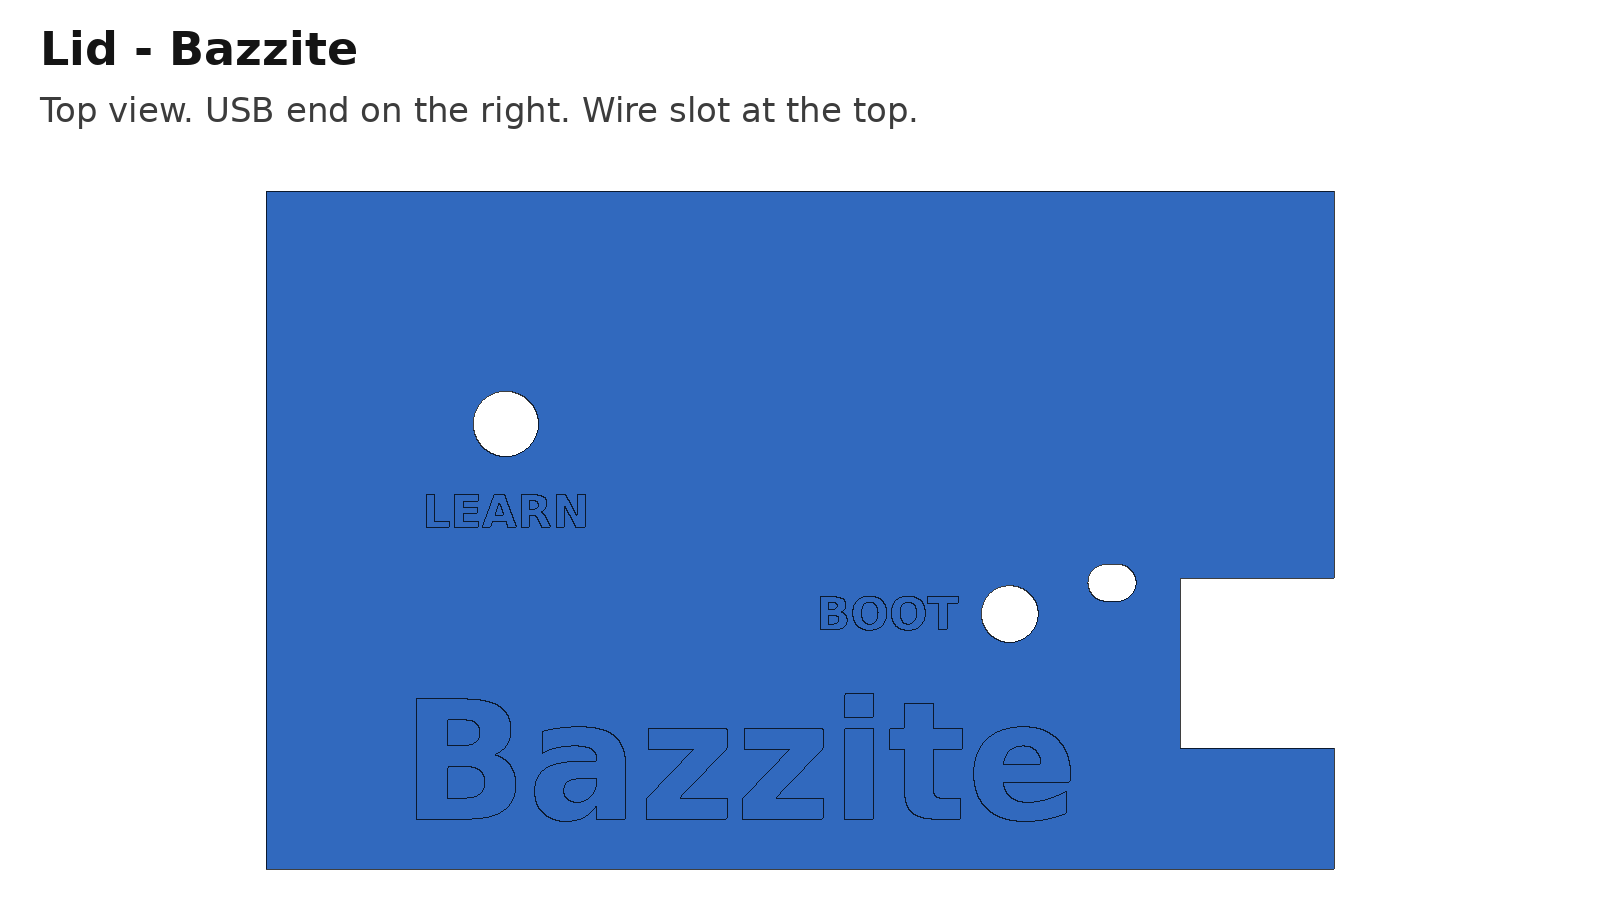 Lid - Bazzite
Top view. USB end on the right. Wire slot at the top.
LEARN
BOOT
Bazzite